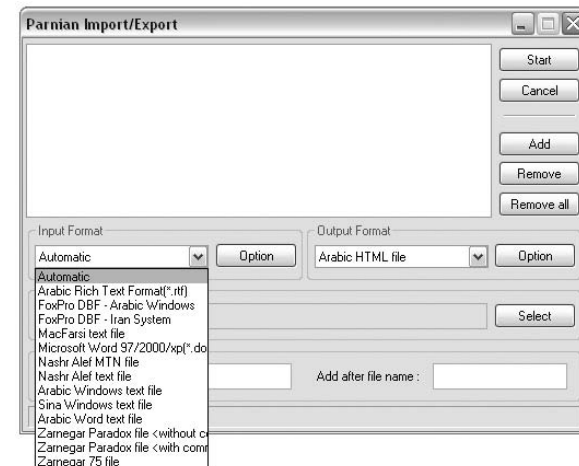 Parnian Import/Export
Start
Cancel
Add
Remove
Remove all
Input Format
Automatic
Option
Output Format
Arabic HTML file
Option
Automatic
Arabic Rich Text Format(*.rtf)
FoxPro DBF - Arabic Windows
FoxPro DBF - Iran System
MacFarsi text file
Microsoft Word 97/2000/xp(*.do
Nashr Alef MTN file
Nashr Alef text file
Arabic Windows text file
Sina Windows text file
Arabic Word text file
Zarnegar Paradox file <without c
Zarnegar Paradox file <with comm
Zarnegar 75 file
Select
Add after file name :